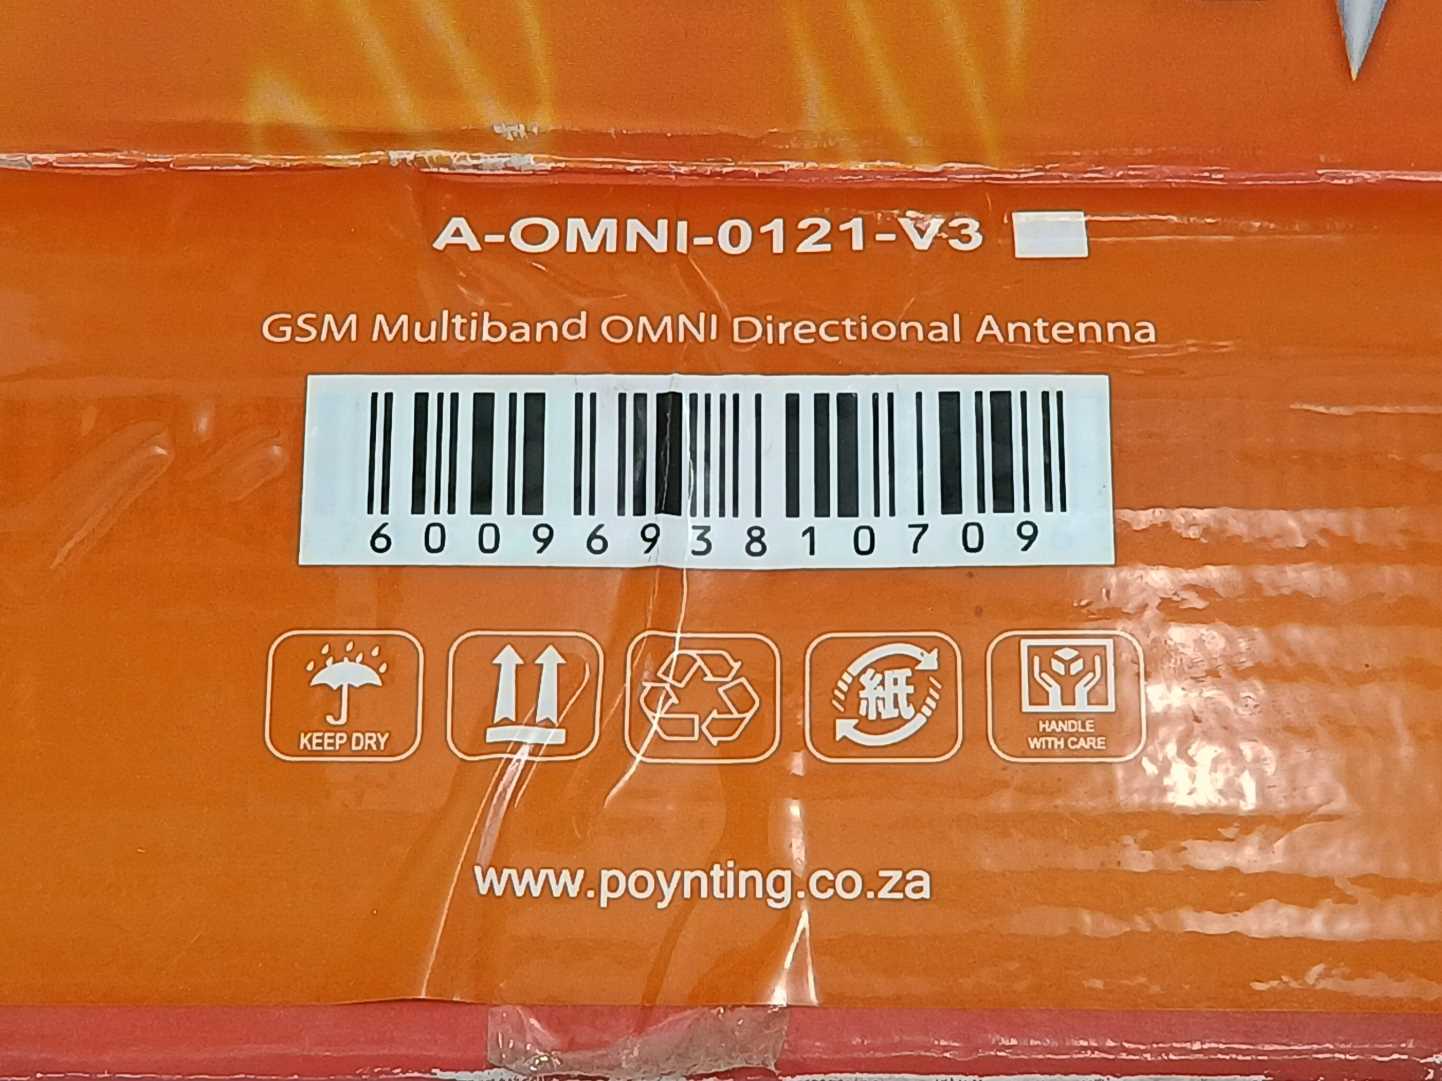 A-OMNI-0121-V3
GSM Multiband OMNI Directional Antenna
6009693810709
KEEP DRY
紙
HANDLE
WITH CARE
www.poynting.co.za